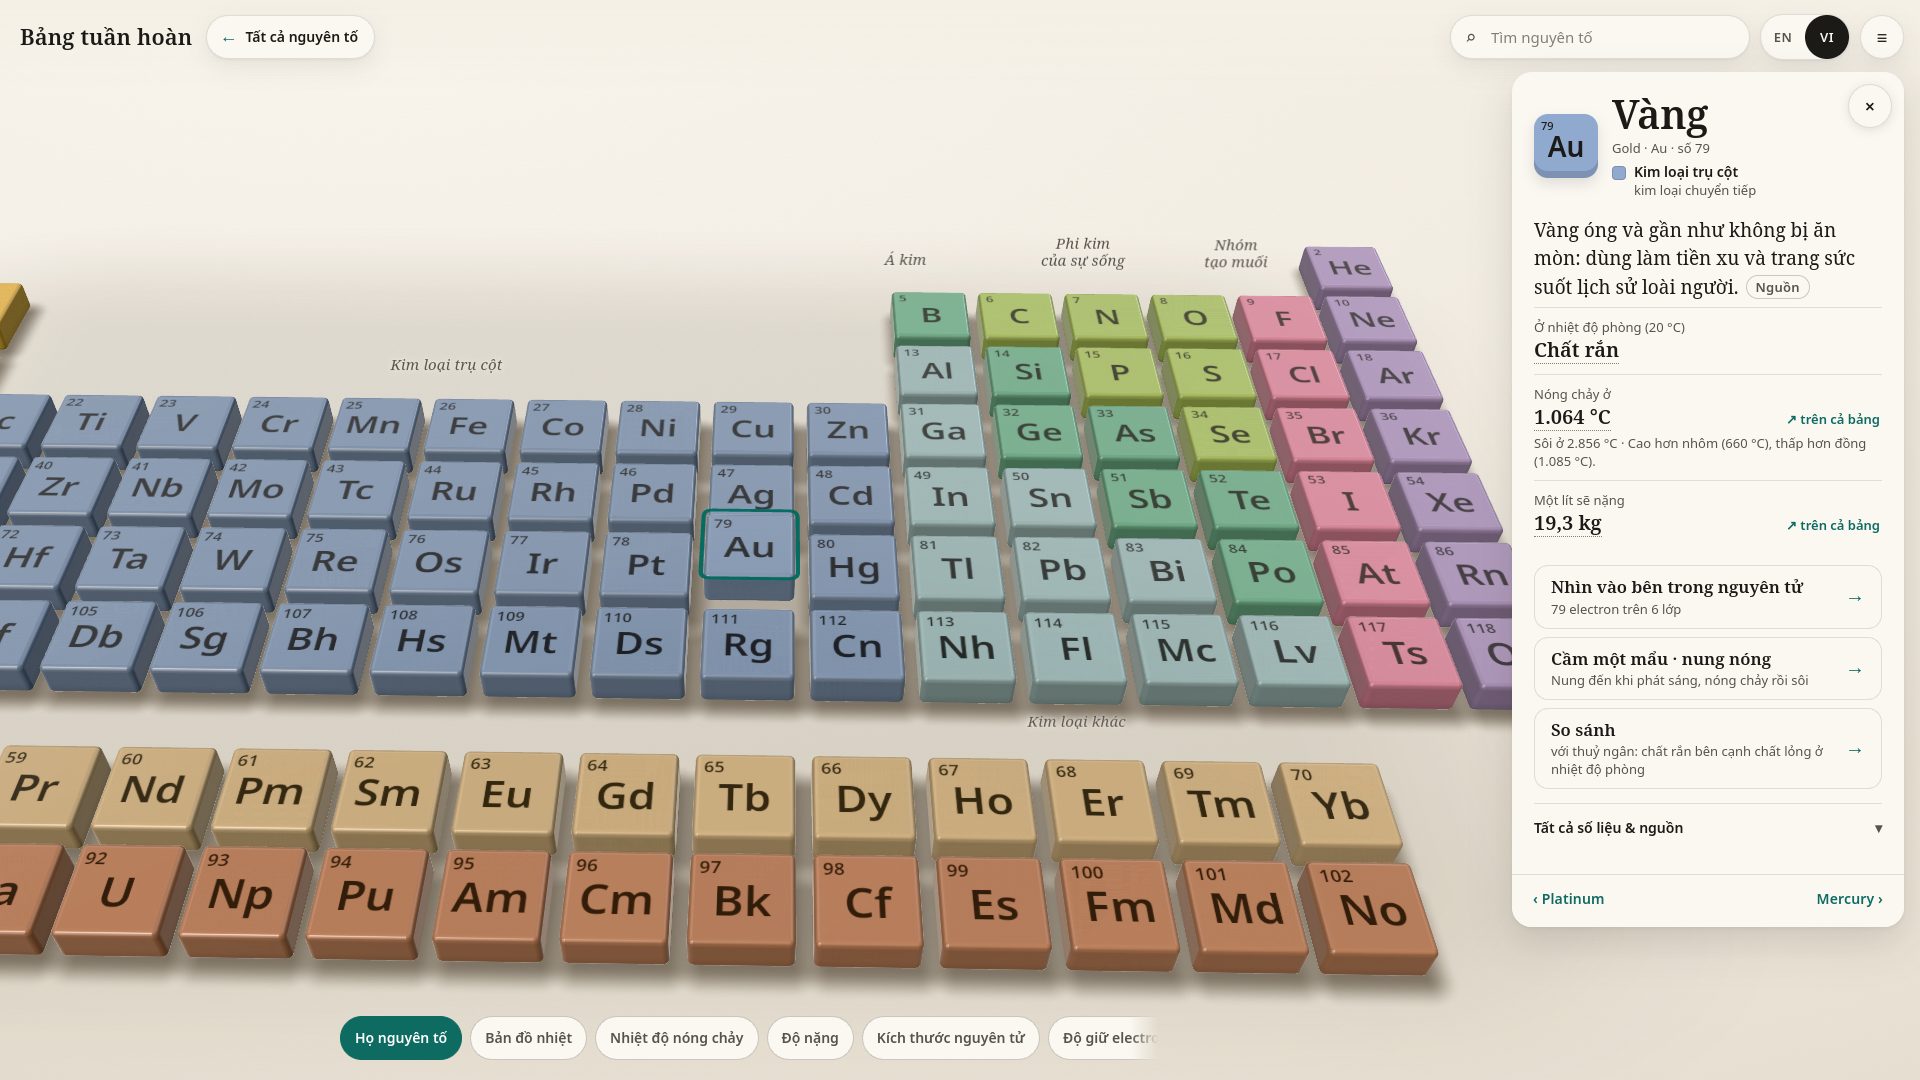 Bảng tuần hoàn
← Tất cả nguyên tố
Tìm nguyên tố
EN VI
79
Au
Vàng
Gold · Au · số 79
Kim loại trụ cột
kim loại chuyển tiếp
Vàng óng và gần như không bị ăn
mòn: dùng làm tiền xu và trang sức
suốt lịch sử loài người. Nguồn
Ở nhiệt độ phòng (20 °C)
Chất rắn
Nóng chảy ở
1.064 °C ↗ trên cả bảng
Sôi ở 2.856 °C · Cao hơn nhôm (660 °C), thấp hơn đồng
(1.085 °C).
Một lít sẽ nặng
19,3 kg ↗ trên cả bảng
Nhìn vào bên trong nguyên tử →
79 electron trên 6 lớp
Cầm một mẩu · nung nóng →
Nung đến khi phát sáng, nóng chảy rồi sôi
So sánh
với thuỷ ngân: chất rắn bên cạnh chất lỏng ở →
nhiệt độ phòng
Tất cả số liệu & nguồn ▾
‹ Platinum Mercury ›
Á kim
Phi kim
của sự sống
Nhóm
tạo muối
Kim loại trụ cột
Kim loại khác
2 He
5 B 6 C 7 N 8 O 9 F 10 Ne
13 Al 14 Si 15 P 16 S 17 Cl 18 Ar
22 Ti 23 V 24 Cr 25 Mn 26 Fe 27 Co 28 Ni 29 Cu 30 Zn 31 Ga 32 Ge 33 As 34 Se 35 Br 36 Kr
40 Zr 41 Nb 42 Mo 43 Tc 44 Ru 45 Rh 46 Pd 47 Ag 48 Cd 49 In 50 Sn 51 Sb 52 Te 53 I 54 Xe
72 Hf 73 Ta 74 W 75 Re 76 Os 77 Ir 78 Pt 79 Au 80 Hg 81 Tl 82 Pb 83 Bi 84 Po 85 At 86 Rn
105 Db 106 Sg 107 Bh 108 Hs 109 Mt 110 Ds 111 Rg 112 Cn 113 Nh 114 Fl 115 Mc 116 Lv 117 Ts 118
59 Pr 60 Nd 61 Pm 62 Sm 63 Eu 64 Gd 65 Tb 66 Dy 67 Ho 68 Er 69 Tm 70 Yb
92 U 93 Np 94 Pu 95 Am 96 Cm 97 Bk 98 Cf 99 Es 100 Fm 101 Md 102 No
Họ nguyên tố
Bản đồ nhiệt
Nhiệt độ nóng chảy
Độ nặng
Kích thước nguyên tử
Độ giữ